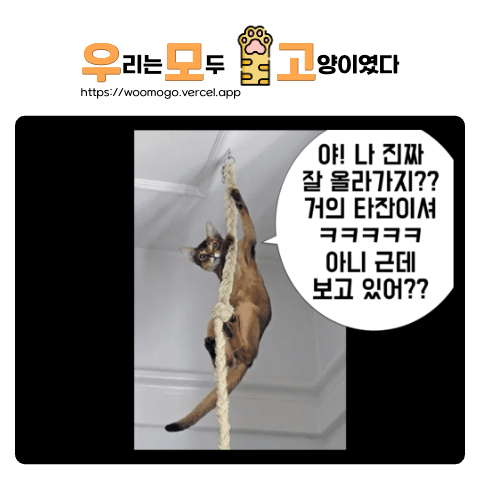 우리는 모두 고양이였다
https://woomogo.vercel.app
야! 나 진짜
잘 올라가지??
거의 타잔이셔
ㅋㅋㅋㅋㅋ
아니 근데
보고 있어??